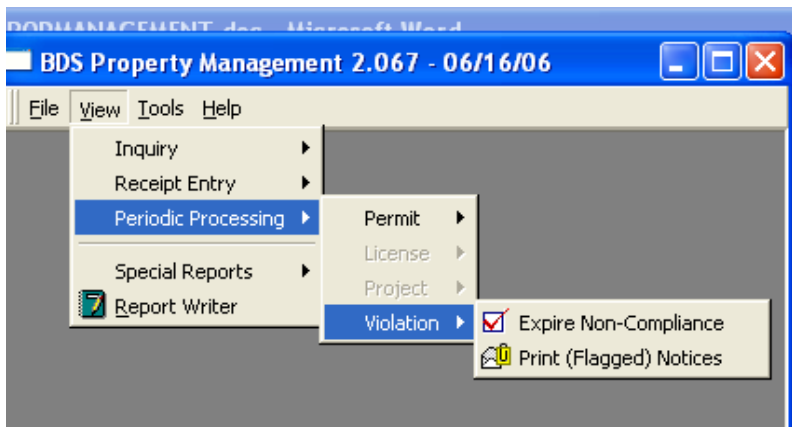 BDS Property Management 2.067 - 06/16/06
File View Tools Help
Inquiry
Receipt Entry
Periodic Processing
Special Reports
Report Writer
Permit
License
Project
Violation
Expire Non-Compliance
Print (Flagged) Notices